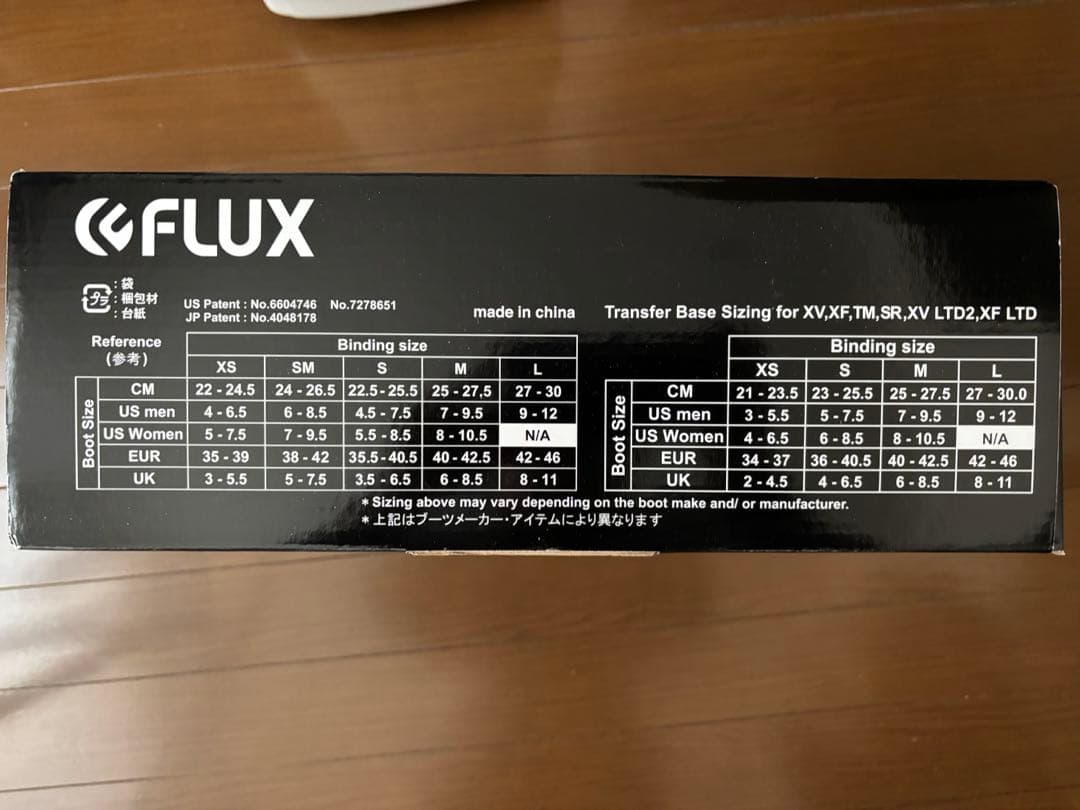 FLUX
プラ
: 袋
: 梱包材
: 台紙
US Patent : No.6604746 No.7278651
JP Patent : No.4048178
made in china
Reference
(参考)
Binding size
XS SM S M L
Boot Size
CM 22 - 24.5 24 - 26.5 22.5 - 25.5 25 - 27,5 27 - 30
US men 4 - 6.5 6 - 8.5 4.5 - 7.5 7 - 9.5 9 - 12
US Women 5 - 7.5 7 - 9.5 5.5 - 8.5 8 - 10.5 N/A
EUR 35 - 39 38 - 42 35.5 - 40.5 40 - 42.5 42 - 46
UK 3 - 5.5 5 - 7.5 3.5 - 6.5 6 - 8.5 8 - 11
Transfer Base Sizing for XV,XF,TM,SR,XV LTD2,XF LTD
Binding size
XS S M L
Boot Size
CM 21 - 23.5 23 - 25.5 25 - 27.5 27 - 30.0
US men 3 - 5.5 5 - 7.5 7 - 9.5 9 - 12
US Women 4 - 6.5 6 - 8.5 8 - 10.5 N/A
EUR 34 - 37 36 - 40.5 40 - 42.5 42 - 46
UK 2 - 4.5 4 - 6.5 6 - 8.5 8 - 11
* Sizing above may vary depending on the boot make and/ or manufacturer.
* 上記はブーツメーカー・アイテムにより異なります